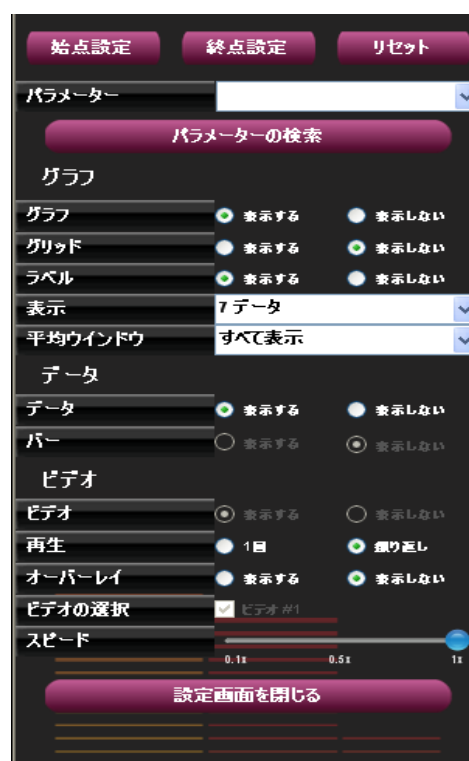 始点設定 終点設定 リセット
パラメーター
パラメーターの検索
グラフ
グラフ 表示する 表示しない
グリッド 表示する 表示しない
ラベル 表示する 表示しない
表示 7 データ
平均ウインドウ すべて表示
データ
データ 表示する 表示しない
バー 表示する 表示しない
ビデオ
ビデオ 表示する 表示しない
再生 1回 繰り返し
オーバーレイ 表示する 表示しない
ビデオの選択 ビデオ #1
スピード
0.1x 0.5x 1x
設定画面を閉じる